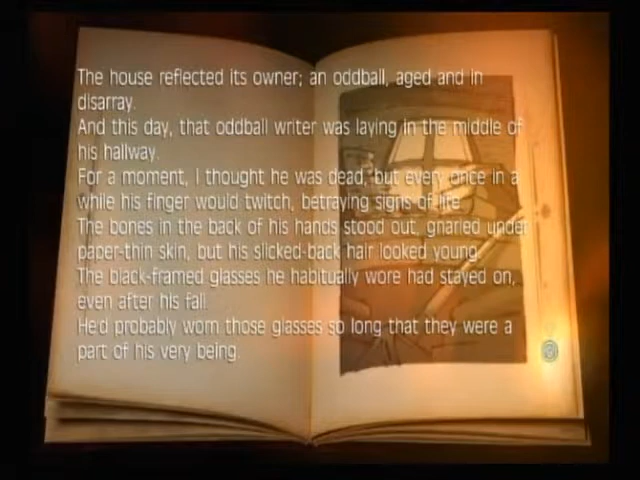 The house reflected its owner; an oddball, aged and in
disarray.
And this day, that oddball writer was laying in the middle of
his hallway.
For a moment, I thought he was dead, but every once in a
while his finger would twitch, betraying signs of life.
The bones in the back of his hands stood out, gnarled under
paper-thin skin, but his slicked-back hair looked young.
The black-framed glasses he habitually wore had stayed on,
even after his fall.
He'd probably worn those glasses so long that they were a
part of his very being.